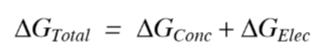 ΔG_Total = ΔG_Conc + ΔG_Elec